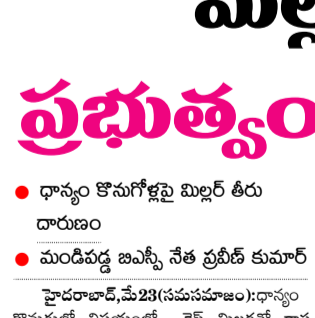 ప్రభుత్వం
ధాన్యం కొనుగోళ్లపై మిల్లర్ తీరు
దారుణం
మండిపడ్డ బిఎస్పీ నేత ప్రవీణ్ కుమార్
హైదరాబాద్,మే23(సమసమాజం):ధాన్యం